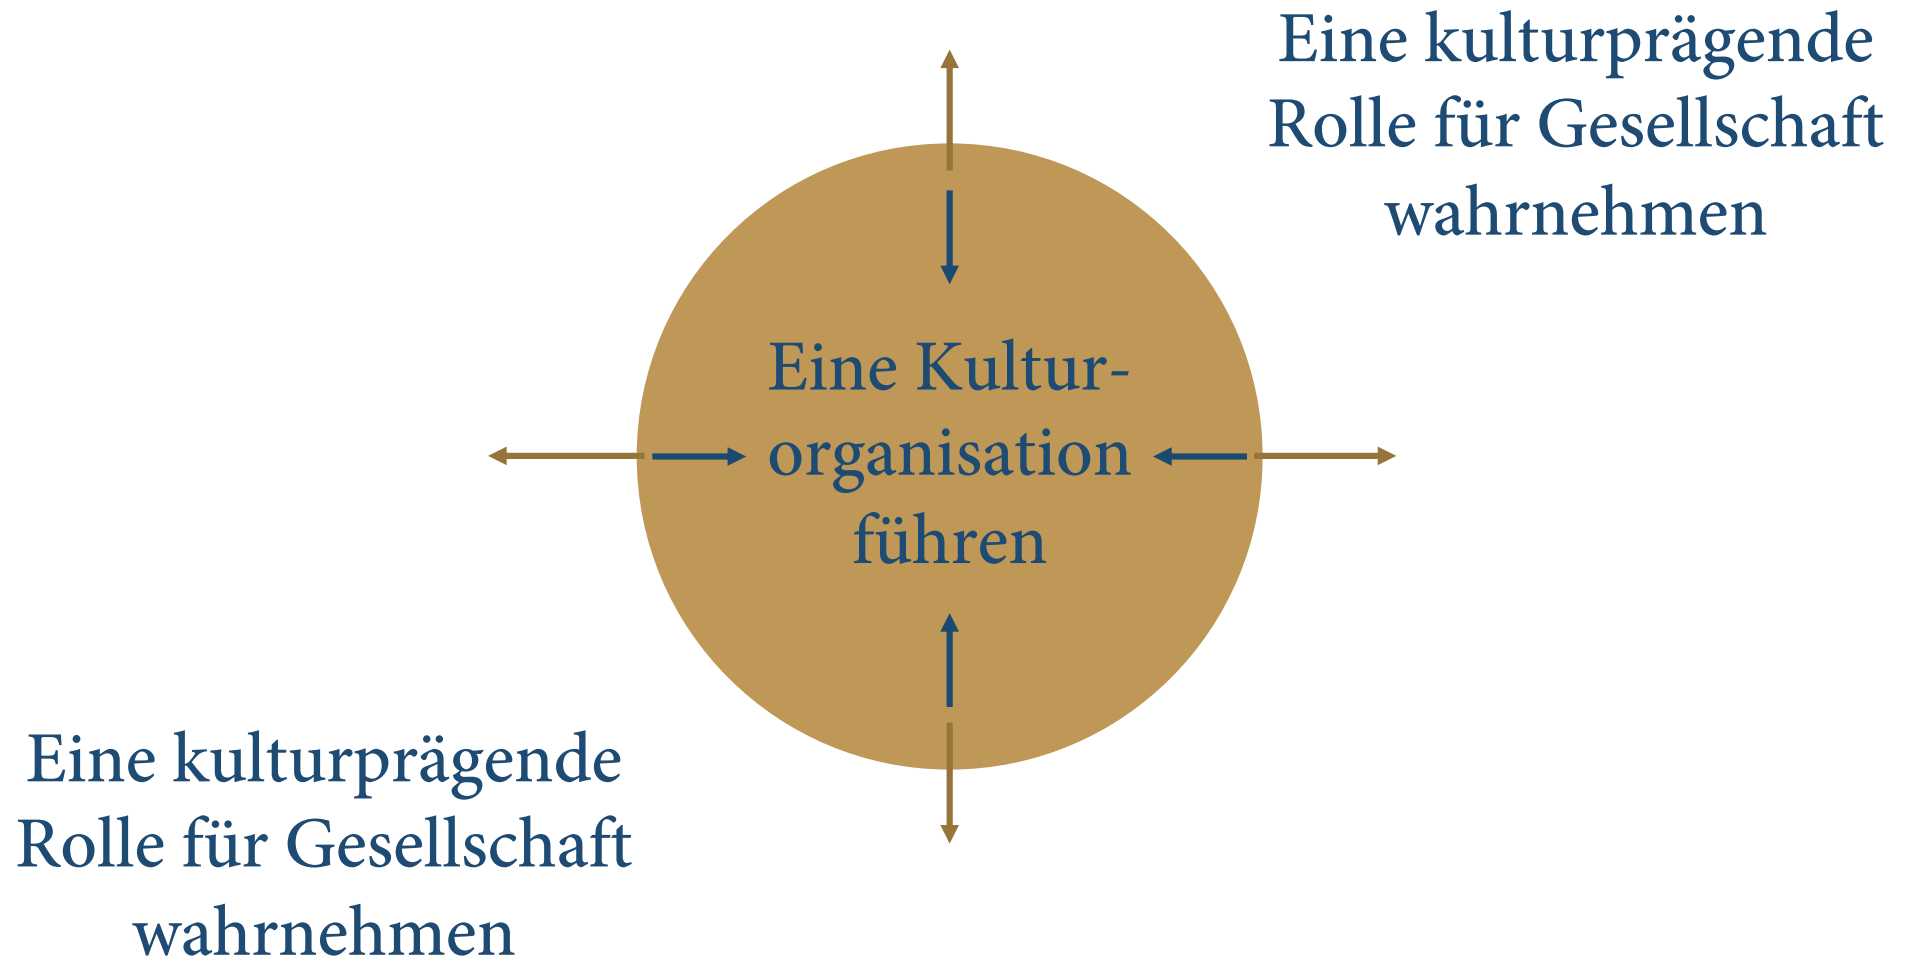 Eine kulturprägende
Rolle für Gesellschaft
wahrnehmen
Eine Kultur-
organisation
führen
Eine kulturprägende
Rolle für Gesellschaft
wahrnehmen